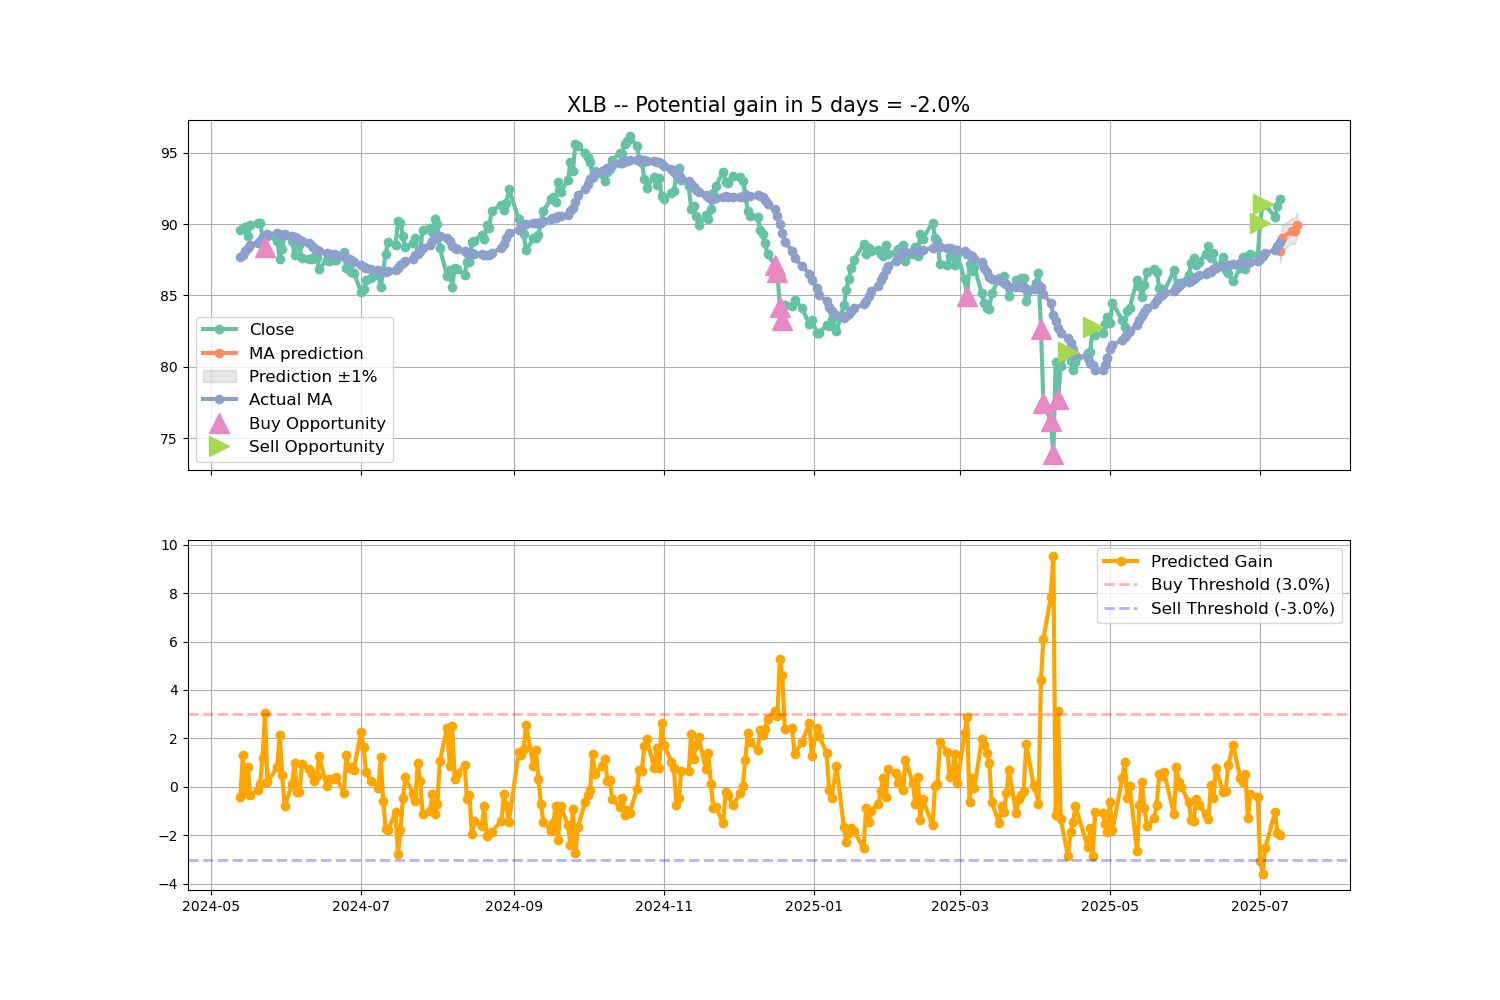 XLB -- Potential gain in 5 days = -2.0%
95
90
85
80
75
Close
MA prediction
Prediction ±1%
Actual MA
Buy Opportunity
Sell Opportunity
10
8
6
4
2
0
−2
−4
Predicted Gain
Buy Threshold (3.0%)
Sell Threshold (-3.0%)
2024-05 2024-07 2024-09 2024-11 2025-01 2025-03 2025-05 2025-07